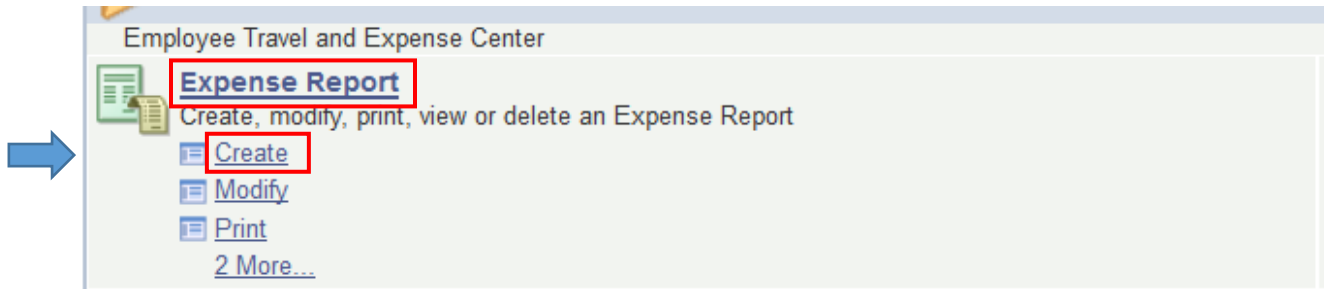 Employee Travel and Expense Center
Expense Report
Create, modify, print, view or delete an Expense Report
Create
Modify
Print
2 More...